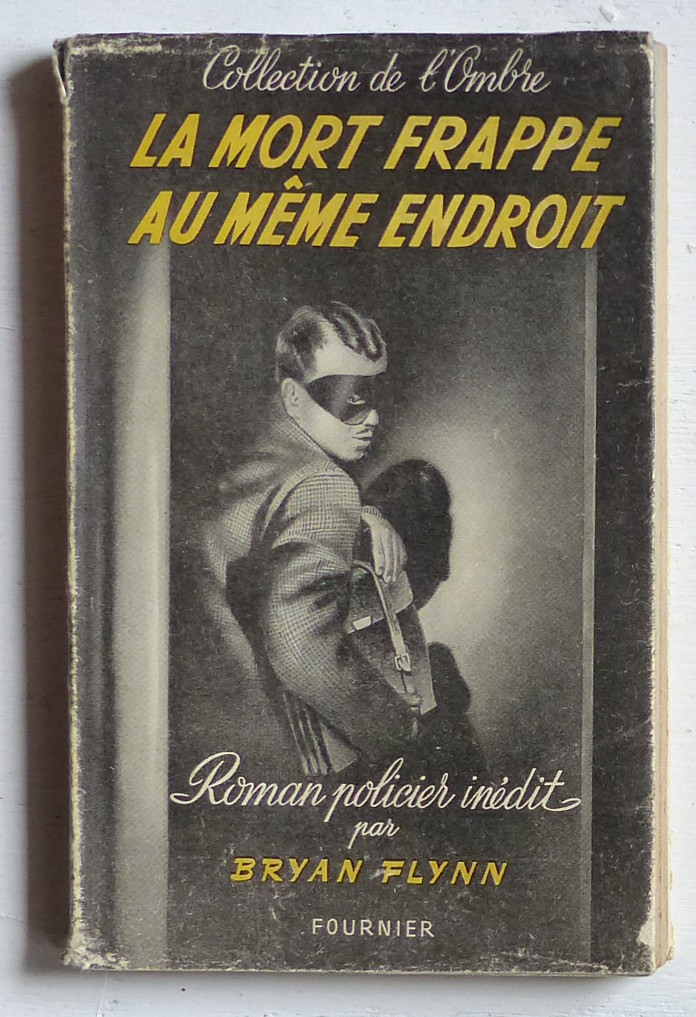 Collection de l'Ombre
LA MORT FRAPPE
AU MÊME ENDROIT
Roman policier inédit
par
BRYAN FLYNN
FOURNIER